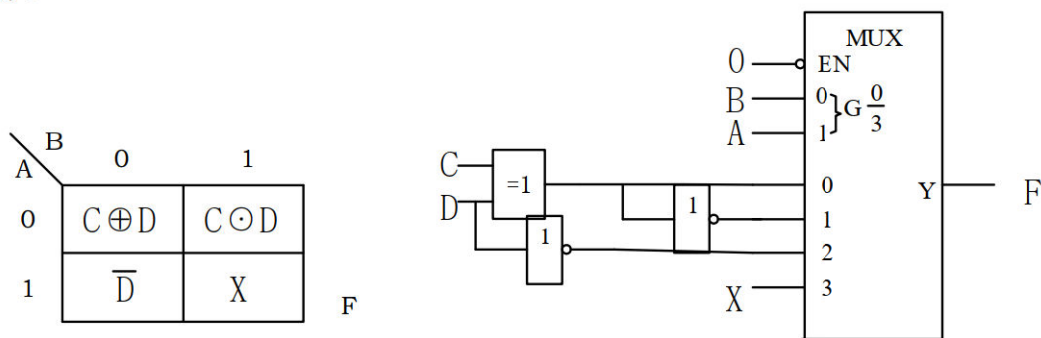 B
A 0 1
0 C⊕D C⊙D
1 D̅ X
F
MUX
0 EN
B 0 } G 0/3
A 1
C
D
=1
1
1
0
1
2
X 3
Y F